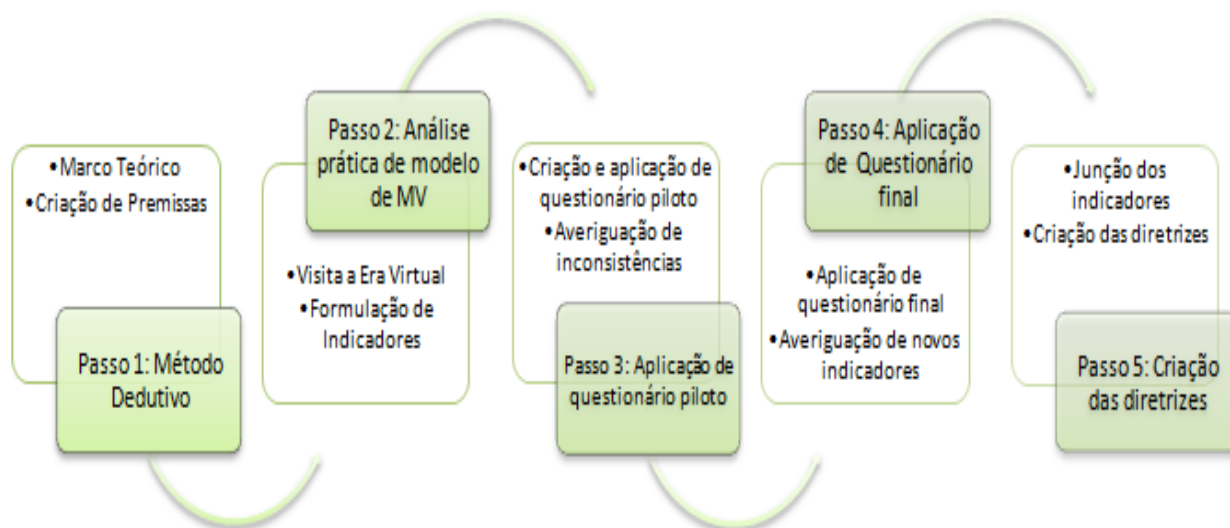 •Marco Teórico
•Criação de Premissas
Passo 1: Método
Dedutivo
Passo 2: Análise
prática de modelo
de MV
•Visita a Era Virtual
•Formulação de
Indicadores
•Criação e aplicação de
questionário piloto
•Averiguação de
inconsistências
Passo 3: Aplicação de
questionário piloto
Passo 4: Aplicação
de Questionário
final
•Aplicação de
questionário final
•Averiguação de novos
indicadores
•Junção dos
indicadores
•Criação das diretrizes
Passo 5: Criação
das diretrizes